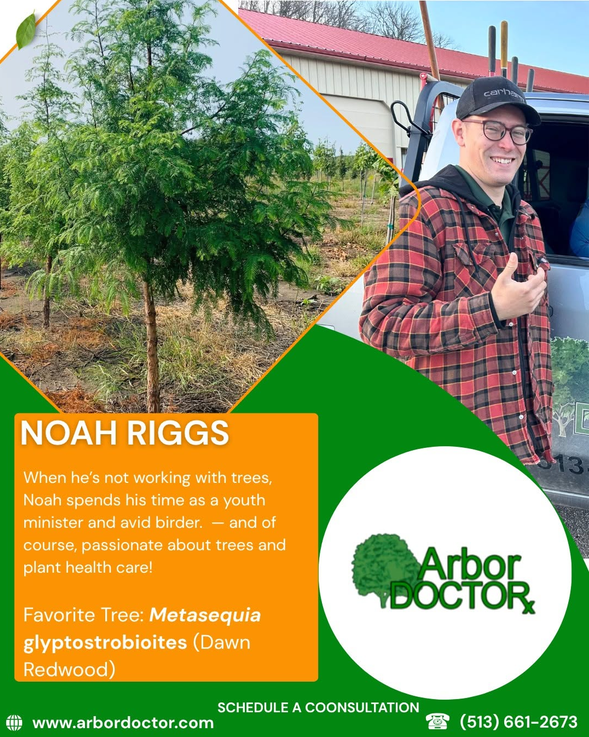 carhartt
NOAH RIGGS
When he's not working with trees,
Noah spends his time as a youth
minister and avid birder.  — and of
course, passionate about trees and
plant health care!
Favorite Tree: Metasequia
glyptostrobioites (Dawn
Redwood)
Arbor
DOCTORx
SCHEDULE A COONSULTATION
www.arbordoctor.com
(513) 661-2673